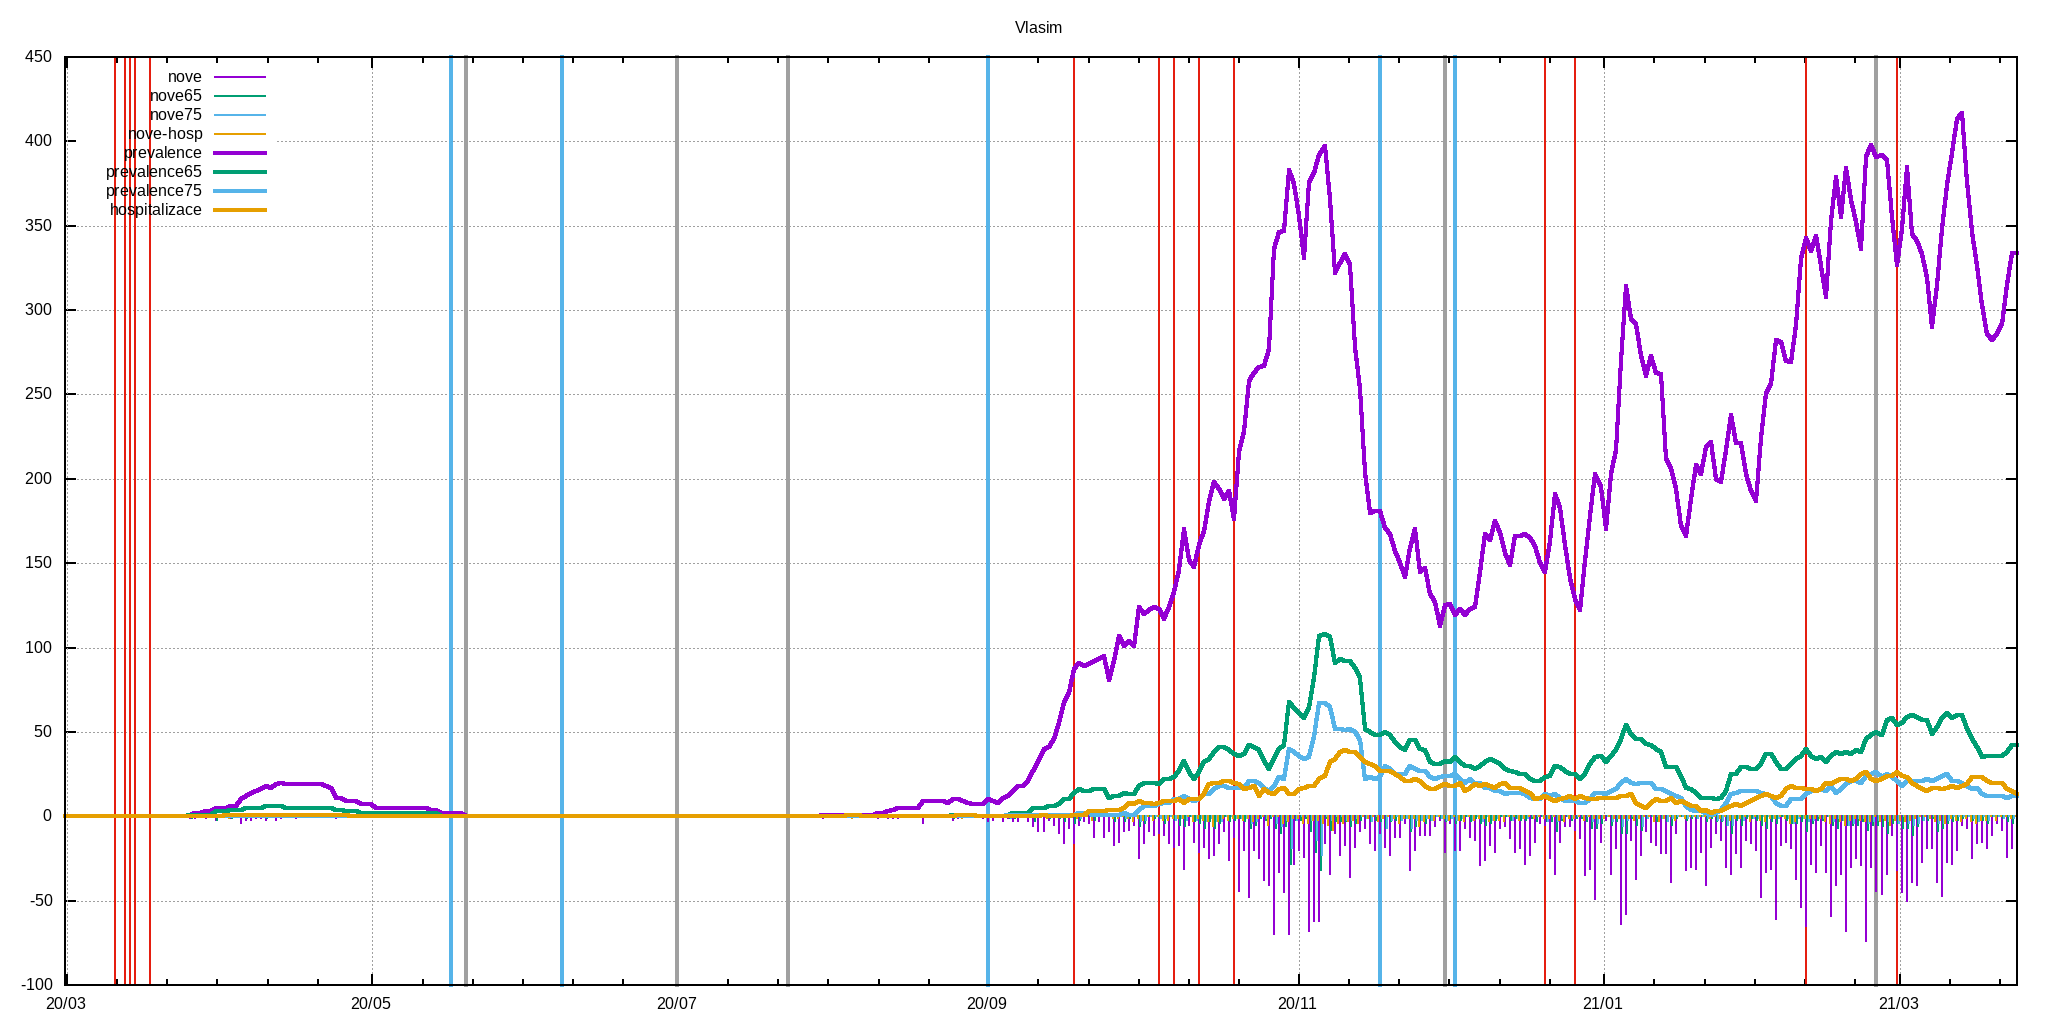 Vlasim
450
400
350
300
250
200
150
100
50
0
-50
-100
nove
nove65
nove75
nove-hosp
prevalence
prevalence65
prevalence75
hospitalizace
20/03 20/05 20/07 20/09 20/11 21/01 21/03